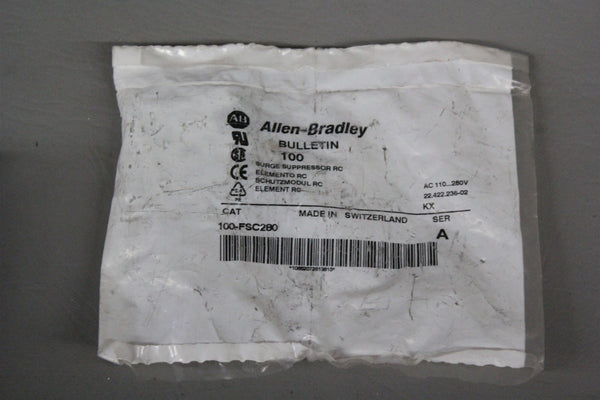 AB Allen-Bradley
BULLETIN
100
SURGE SUPPRESSOR RC
ELEMENTO RC
SCHUTZMODUL RC
ELEMENT RC
AC 110...280V
22.422.236-02
KX
CAT MADE IN SWITZERLAND SER
100-FSC280 A